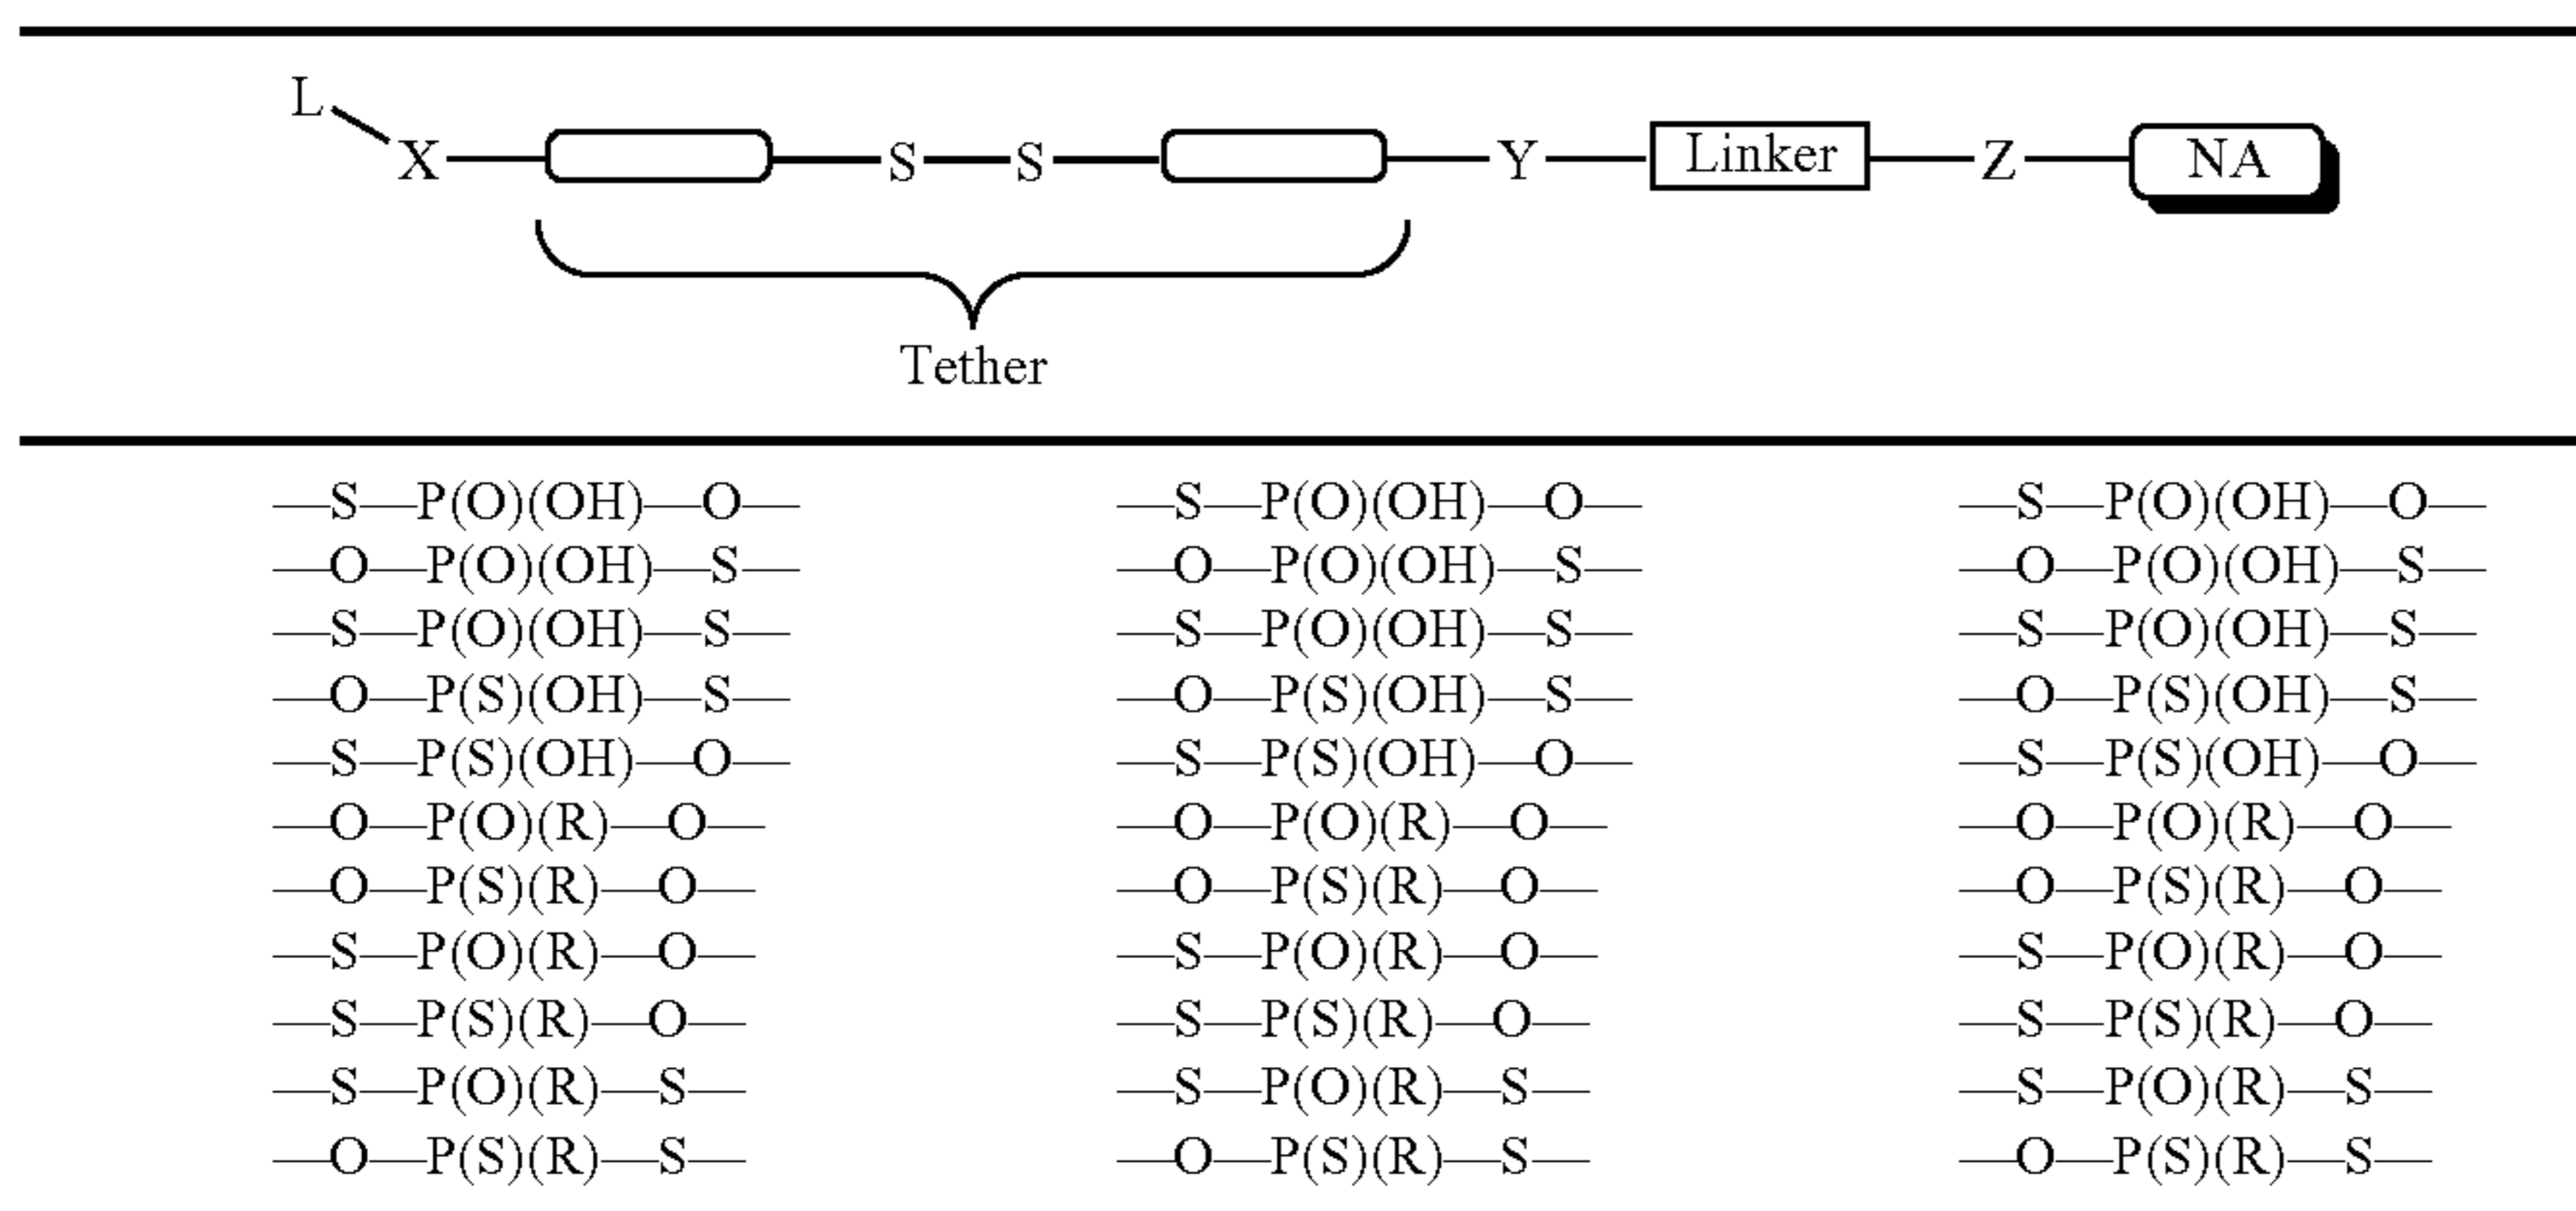 L
X S S Y Linker Z NA
Tether
—S—P(O)(OH)—O— —S—P(O)(OH)—O— —S—P(O)(OH)—O—
—O—P(O)(OH)—S— —O—P(O)(OH)—S— —O—P(O)(OH)—S—
—S—P(O)(OH)—S— —S—P(O)(OH)—S— —S—P(O)(OH)—S—
—O—P(S)(OH)—S— —O—P(S)(OH)—S— —O—P(S)(OH)—S—
—S—P(S)(OH)—O— —S—P(S)(OH)—O— —S—P(S)(OH)—O—
—O—P(O)(R)—O— —O—P(O)(R)—O— —O—P(O)(R)—O—
—O—P(S)(R)—O— —O—P(S)(R)—O— —O—P(S)(R)—O—
—S—P(O)(R)—O— —S—P(O)(R)—O— —S—P(O)(R)—O—
—S—P(S)(R)—O— —S—P(S)(R)—O— —S—P(S)(R)—O—
—S—P(O)(R)—S— —S—P(O)(R)—S— —S—P(O)(R)—S—
—O—P(S)(R)—S— —O—P(S)(R)—S— —O—P(S)(R)—S—